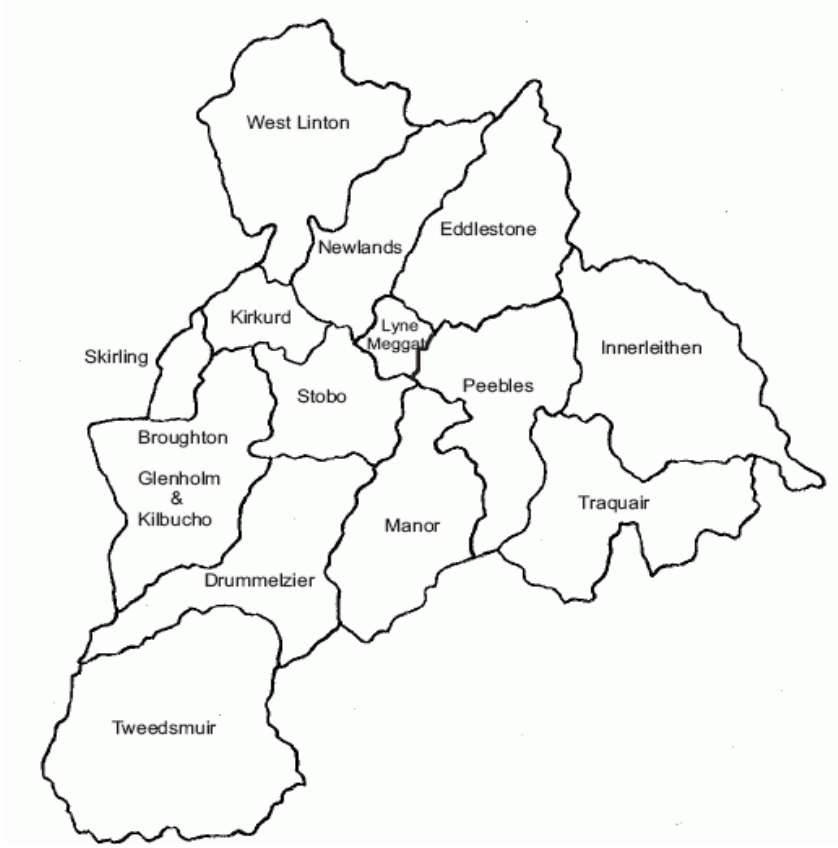 West Linton
Eddlestone
Newlands
Kirkurd
Lyne
Meggat
Innerleithen
Skirling
Peebles
Stobo
Broughton
Glenholm
&
Kilbucho
Traquair
Manor
Drummelzier
Tweedsmuir